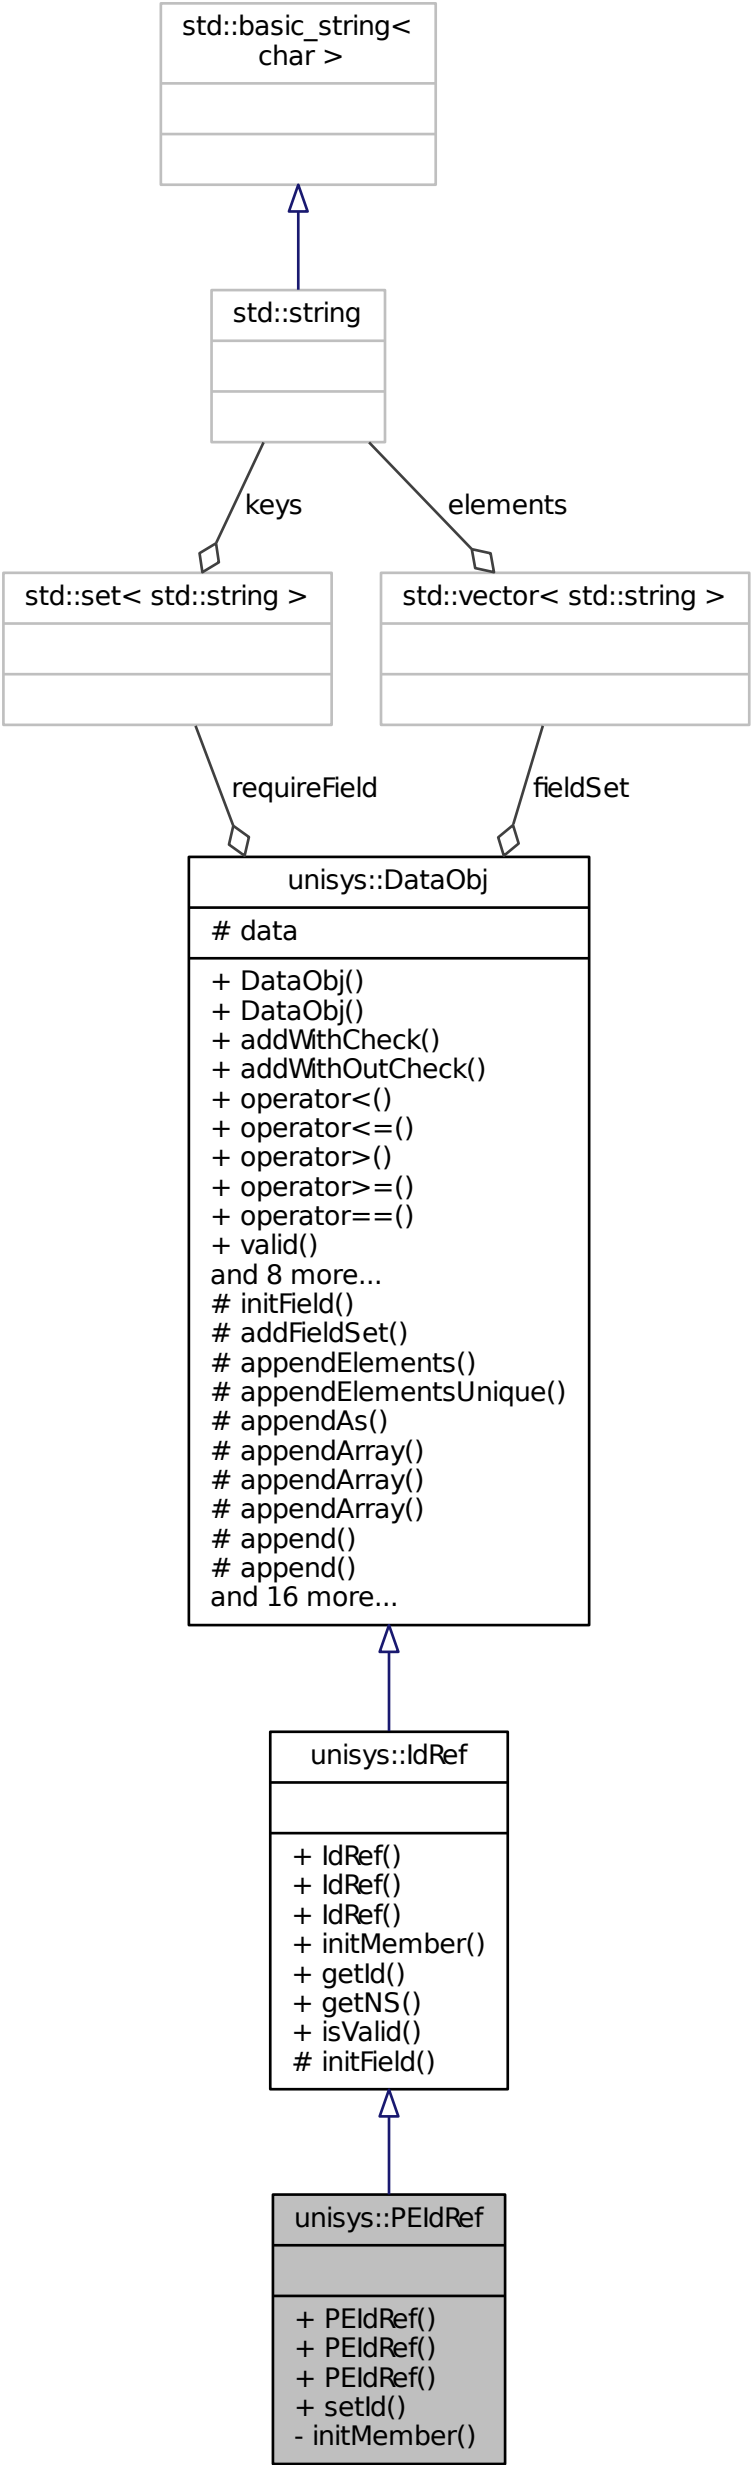 std::basic_string<
char >
std::string
keys
elements
std::set< std::string >
std::vector< std::string >
requireField
fieldSet
unisys::DataObj
# data
+ DataObj()
+ DataObj()
+ addWithCheck()
+ addWithOutCheck()
+ operator<()
+ operator<=()
+ operator>()
+ operator>=()
+ operator==()
+ valid()
and 8 more...
# initField()
# addFieldSet()
# appendElements()
# appendElementsUnique()
# appendAs()
# appendArray()
# appendArray()
# appendArray()
# append()
# append()
and 16 more...
unisys::IdRef
+ IdRef()
+ IdRef()
+ IdRef()
+ initMember()
+ getId()
+ getNS()
+ isValid()
# initField()
unisys::PEIdRef
+ PEIdRef()
+ PEIdRef()
+ PEIdRef()
+ setId()
- initMember()